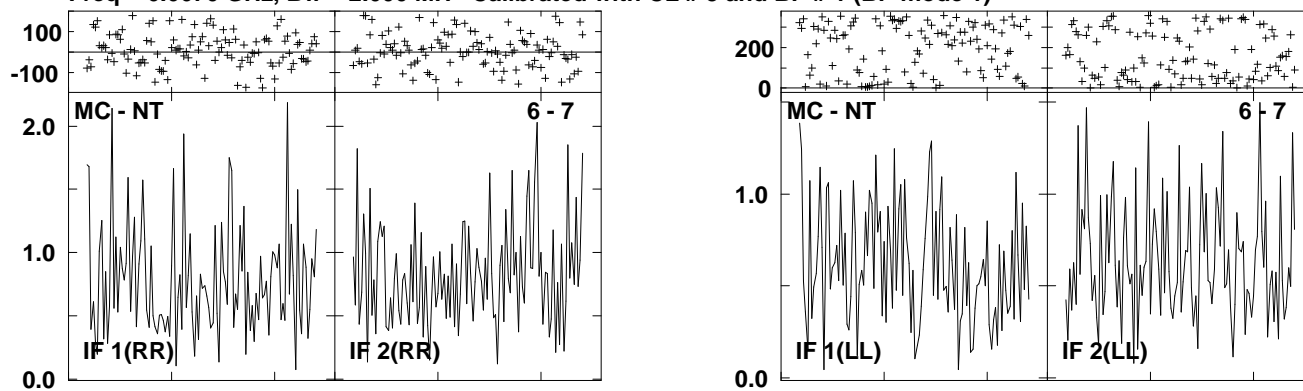 100
-100
MC - NT
6 - 7
2.0
1.0
0.0
IF 1(RR)
IF 2(RR)
200
0
MC - NT
6 - 7
1.0
0.0
IF 1(LL)
IF 2(LL)